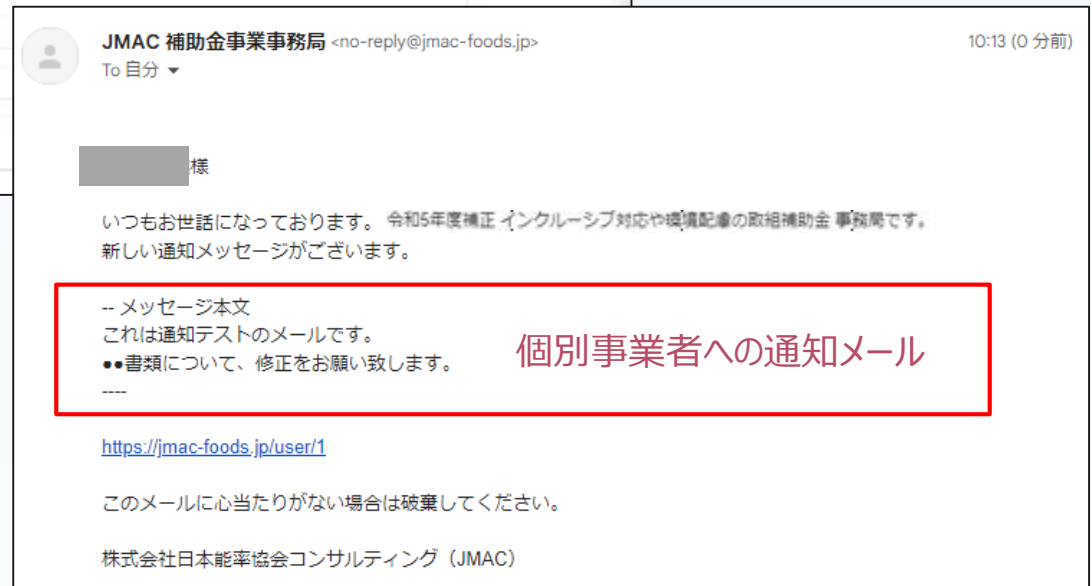 JMAC 補助金事業事務局 <no-reply@jmac-foods.jp>
10:13 (0 分前)
To 自分
様
いつもお世話になっております。 令和5年度補正 インクルーシブ対応や環境配慮の取組補助金 事務局です。
新しい通知メッセージがございます。
-- メッセージ本文
これは通知テストのメールです。
●●書類について、修正をお願い致します。
----
個別事業者への通知メール
https://jmac-foods.jp/user/1
このメールに心当たりがない場合は破棄してください。
株式会社日本能率協会コンサルティング（JMAC）